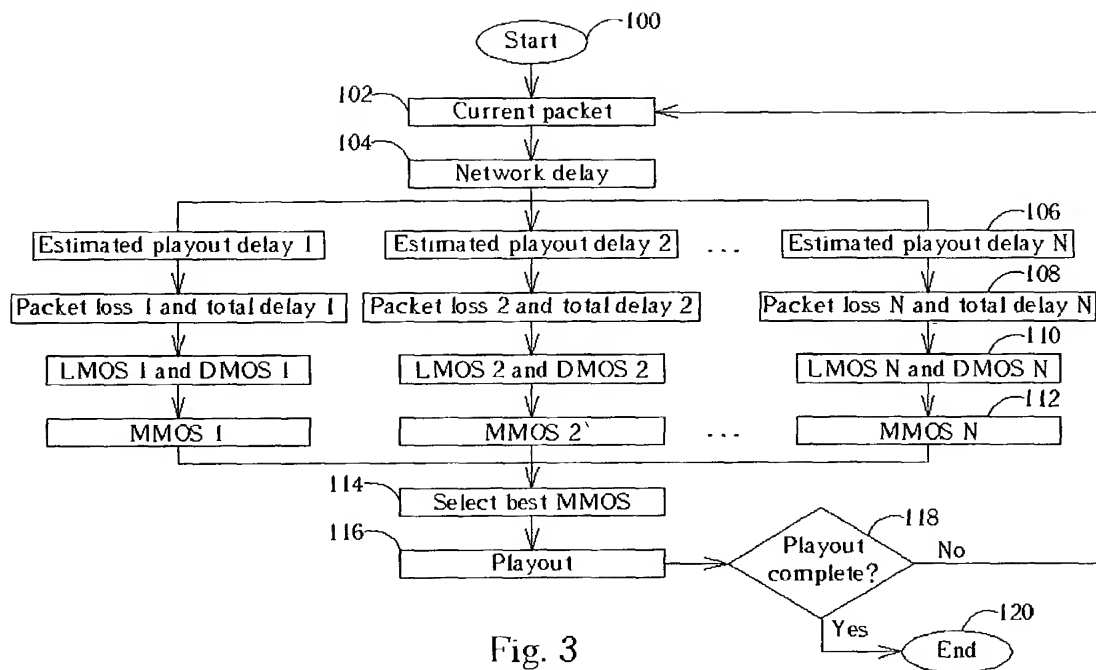 Start
100
102
Current packet
104
Network delay
106
Estimated playout delay 1
Estimated playout delay 2
...
Estimated playout delay N
108
Packet loss 1 and total delay 1
Packet loss 2 and total delay 2
Packet loss N and total delay N
110
LMOS 1 and DMOS 1
LMOS 2 and DMOS 2
LMOS N and DMOS N
112
MMOS 1
MMOS 2`
...
MMOS N
114
Select best MMOS
116
Playout
118
Playout
complete?
No
Yes
120
End
Fig. 3